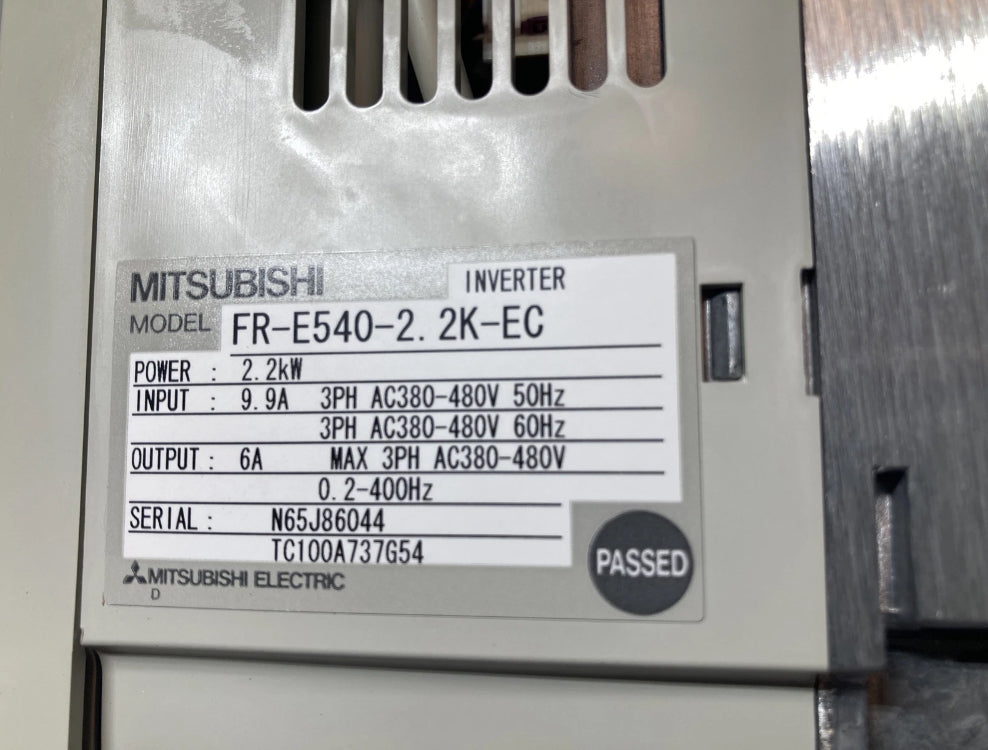 MITSUBISHI INVERTER
MODEL FR-E540-2.2K-EC
POWER : 2.2kW
INPUT : 9.9A 3PH AC380-480V 50Hz
3PH AC380-480V 60Hz
OUTPUT : 6A MAX 3PH AC380-480V
0.2-400Hz
SERIAL : N65J86044
TC100A737G54
PASSED
MITSUBISHI ELECTRIC
D